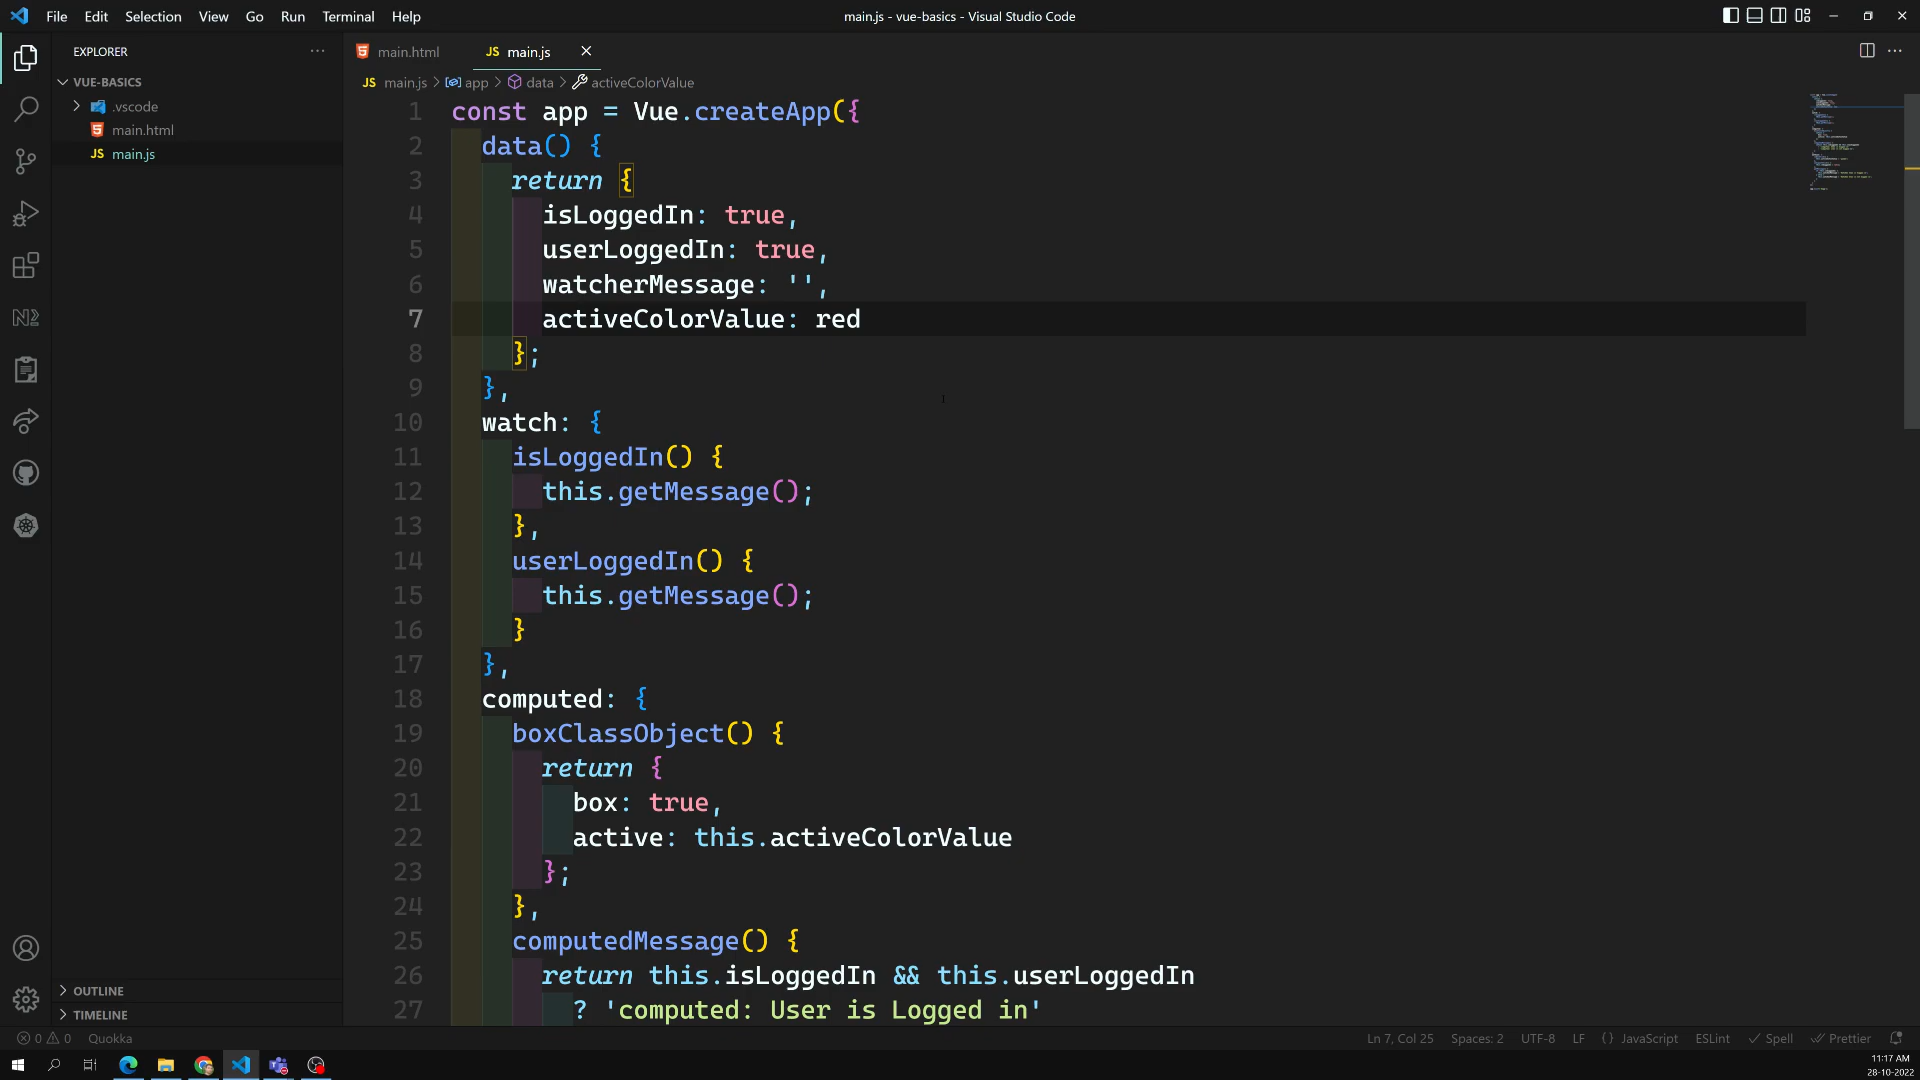 File Edit Selection View Go Run Terminal Help
main.js - vue-basics - Visual Studio Code
EXPLORER
VUE-BASICS
.vscode
main.html
JS main.js
OUTLINE
TIMELINE
main.html
JS main.js
JS main.js > app > data > activeColorValue
1 const app = Vue.createApp({
2 data() {
3 return {
4 isLoggedIn: true,
5 userLoggedIn: true,
6 watcherMessage: '',
7 activeColorValue: red
8 };
9 },
10 watch: {
11 isLoggedIn() {
12 this.getMessage();
13 },
14 userLoggedIn() {
15 this.getMessage();
16 }
17 },
18 computed: {
19 boxClassObject() {
20 return {
21 box: true,
22 active: this.activeColorValue
23 };
24 },
25 computedMessage() {
26 return this.isLoggedIn && this.userLoggedIn
27 ? 'computed: User is Logged in'
0 0 Quokka
Ln 7, Col 25 Spaces: 2 UTF-8 LF {} JavaScript ESLint Spell Prettier
11:17 AM
28-10-2022